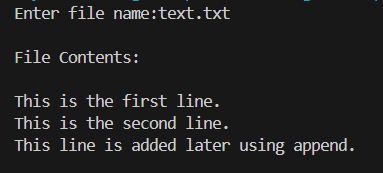 Enter file name:text.txt
File Contents:
This is the first line.
This is the second line.
This line is added later using append.